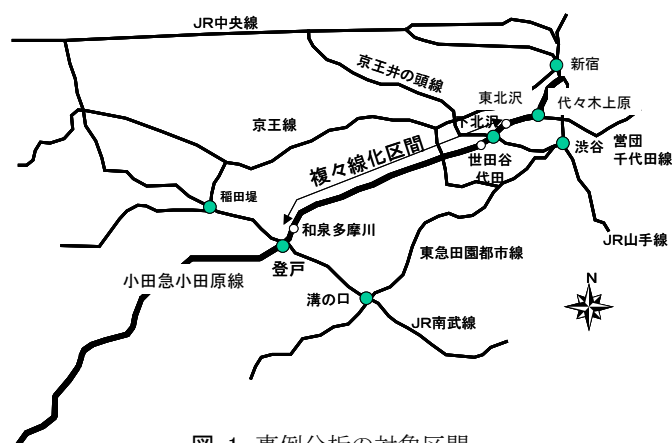 JR中央線
新宿
京王井の頭線
東北沢
代々木上原
下北沢
京王線
渋谷
営団
千代田線
世田谷
代田
複々線化区間
稲田堤
和泉多摩川
JR山手線
登戸
東急田園都市線
小田急小田原線
N
溝の口
JR南武線
図 1 事例分析の対象区間